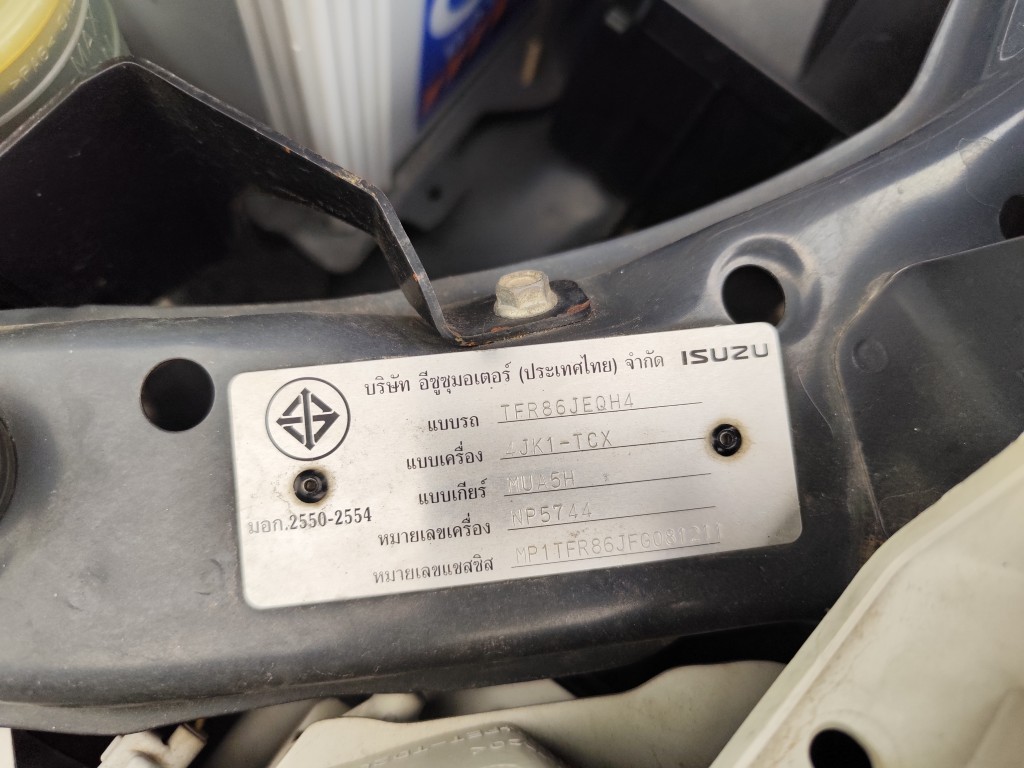 บริษัท อีซูซุมอเตอร์ (ประเทศไทย) จำกัด ISUZU
แบบรถ TFR86JEQH4
แบบเครื่อง 4JK1-TCX
แบบเกียร์ MUA5H
มอก.2550-2554
หมายเลขเครื่อง NP5744
หมายเลขแชสซิส